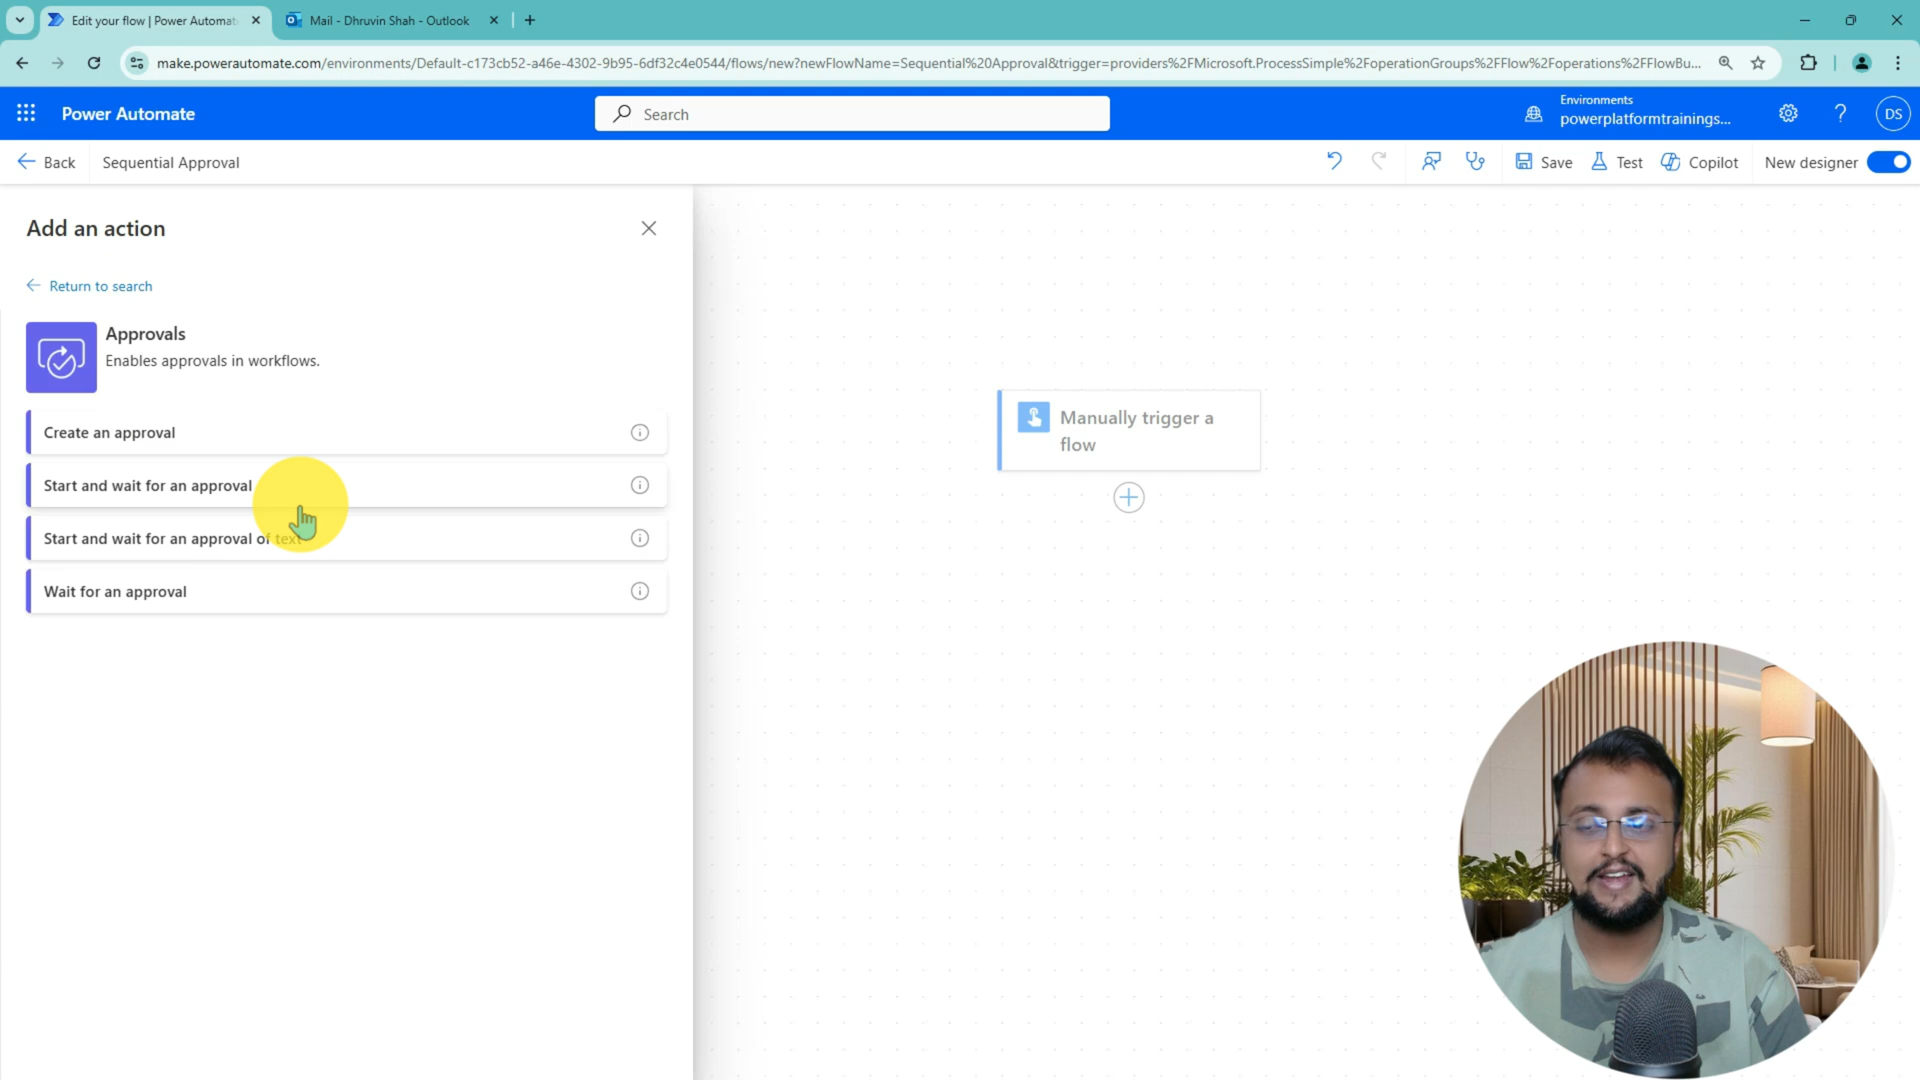 Edit your flow | Power Automat
Mail - Dhruvin Shah - Outlook
make.powerautomate.com/environments/Default-c173cb52-a46e-4302-9b95-6df32c4e0544/flows/new?newFlowName=Sequential%20Approval&trigger=providers%2FMicrosoft.ProcessSimple%2FoperationGroups%2FFlow%2Foperations%2FFlowBu...
Power Automate
Search
Environments
powerplatformtrainings...
DS
Back
Sequential Approval
Save
Test
Copilot
New designer
Add an action
Return to search
Approvals
Enables approvals in workflows.
Create an approval
Start and wait for an approval
Start and wait for an approval of text
Wait for an approval
Manually trigger a
flow